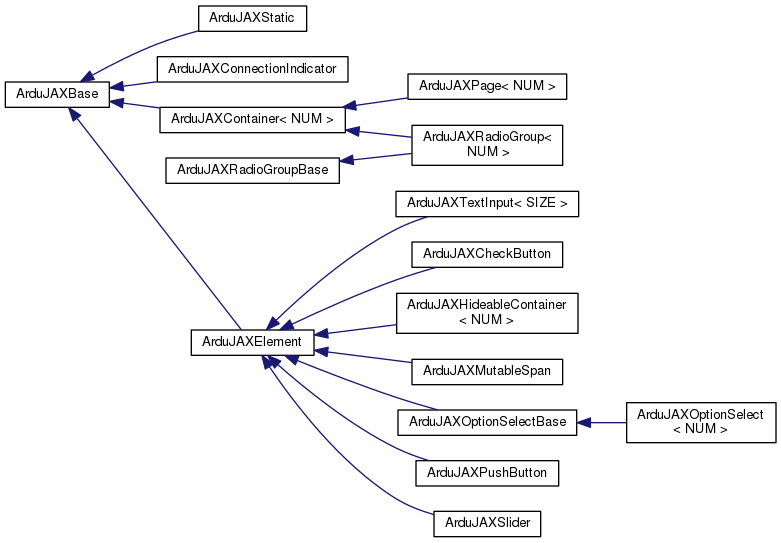 ArduJAXStatic
ArduJAXConnectionIndicator
ArduJAXBase
ArduJAXPage< NUM >
ArduJAXContainer< NUM >
ArduJAXRadioGroup<
NUM >
ArduJAXRadioGroupBase
ArduJAXTextInput< SIZE >
ArduJAXCheckButton
ArduJAXHideableContainer
< NUM >
ArduJAXElement
ArduJAXMutableSpan
ArduJAXOptionSelectBase
ArduJAXOptionSelect
< NUM >
ArduJAXPushButton
ArduJAXSlider